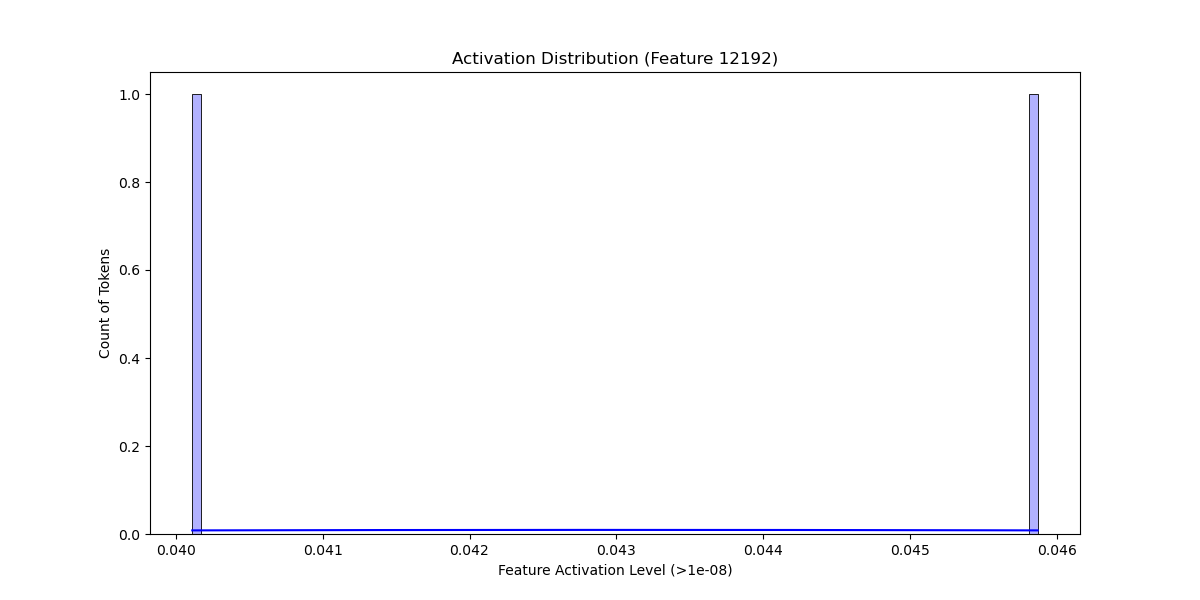 Activation Distribution (Feature 12192)
1.0
0.8
0.6
0.4
0.2
0.0
Count of Tokens
0.040 0.041 0.042 0.043 0.044 0.045 0.046
Feature Activation Level (>1e-08)